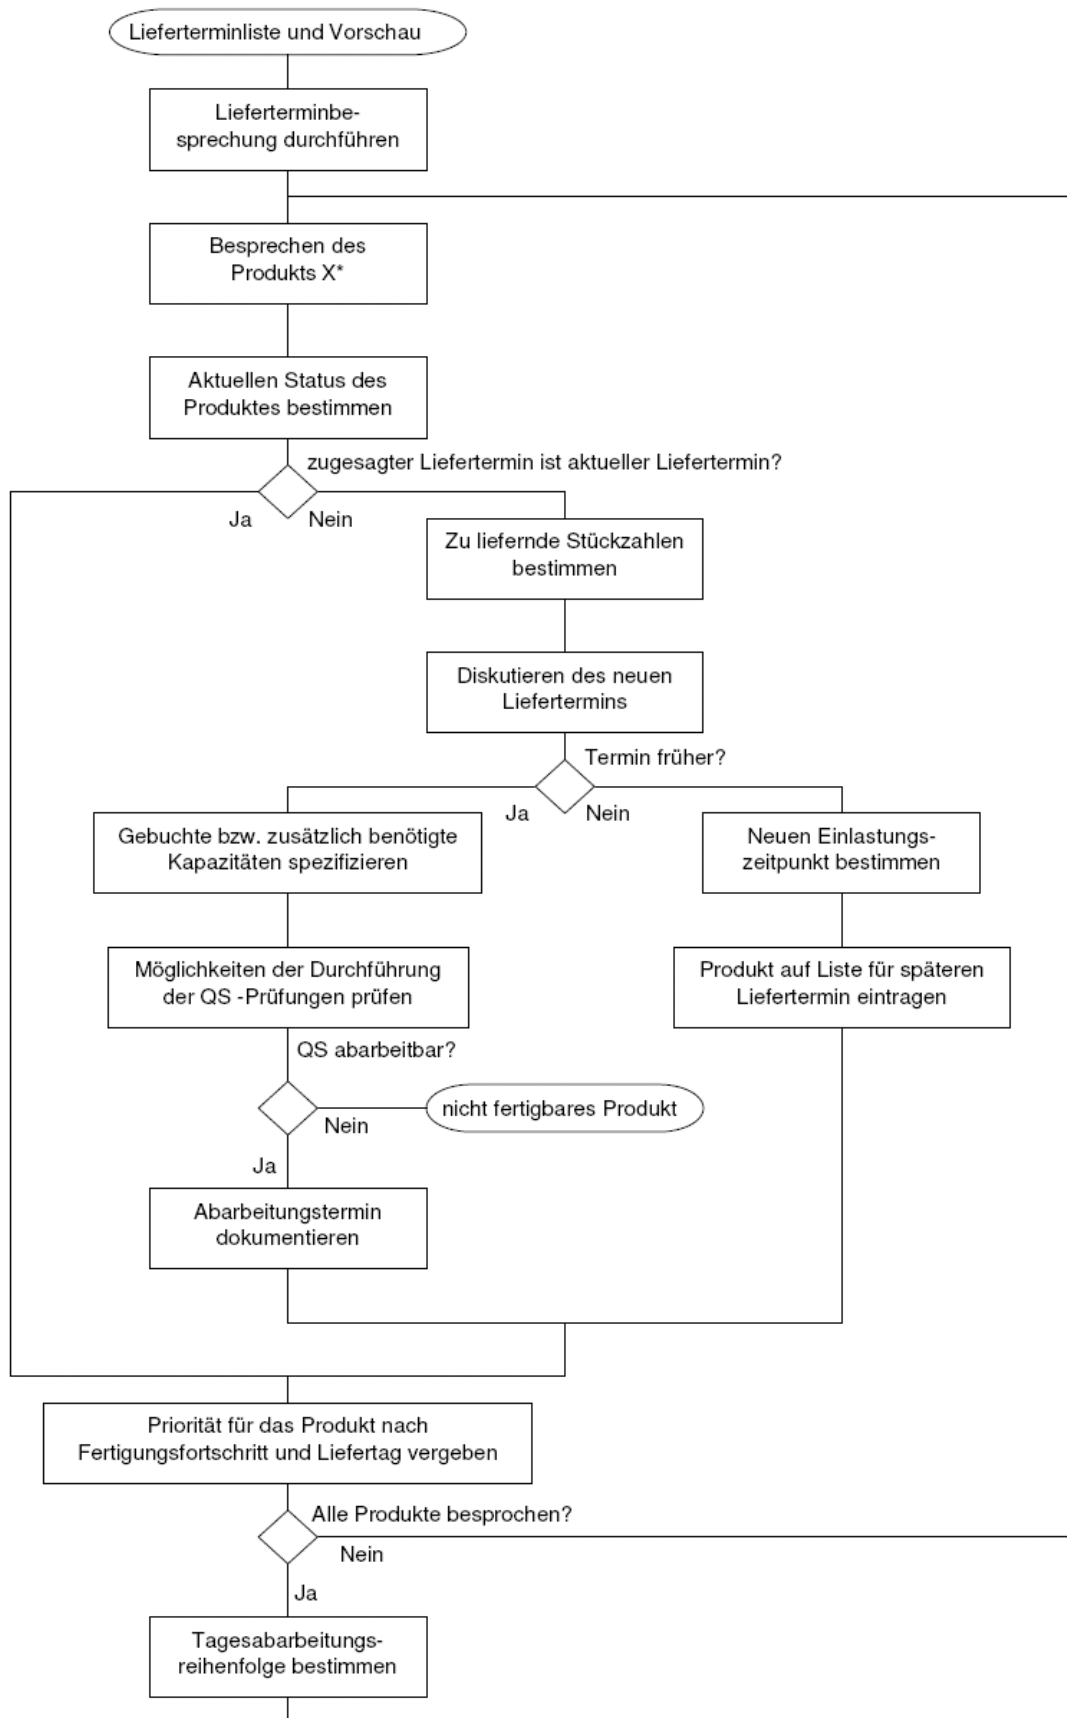 Lieferterminliste und Vorschau
Lieferterminbe-
sprechung durchführen
Besprechen des
Produkts X*
Aktuellen Status des
Produktes bestimmen
zugesagter Liefertermin ist aktueller Liefertermin?
Ja
Nein
Zu liefernde Stückzahlen
bestimmen
Diskutieren des neuen
Liefertermins
Termin früher?
Ja
Nein
Gebuchte bzw. zusätzlich benötigte
Kapazitäten spezifizieren
Neuen Einlastungs-
zeitpunkt bestimmen
Möglichkeiten der Durchführung
der QS -Prüfungen prüfen
Produkt auf Liste für späteren
Liefertermin eintragen
QS abarbeitbar?
nicht fertigbares Produkt
Nein
Ja
Abarbeitungstermin
dokumentieren
Priorität für das Produkt nach
Fertigungsfortschritt und Liefertag vergeben
Alle Produkte besprochen?
Nein
Ja
Tagesabarbeitungs-
reihenfolge bestimmen